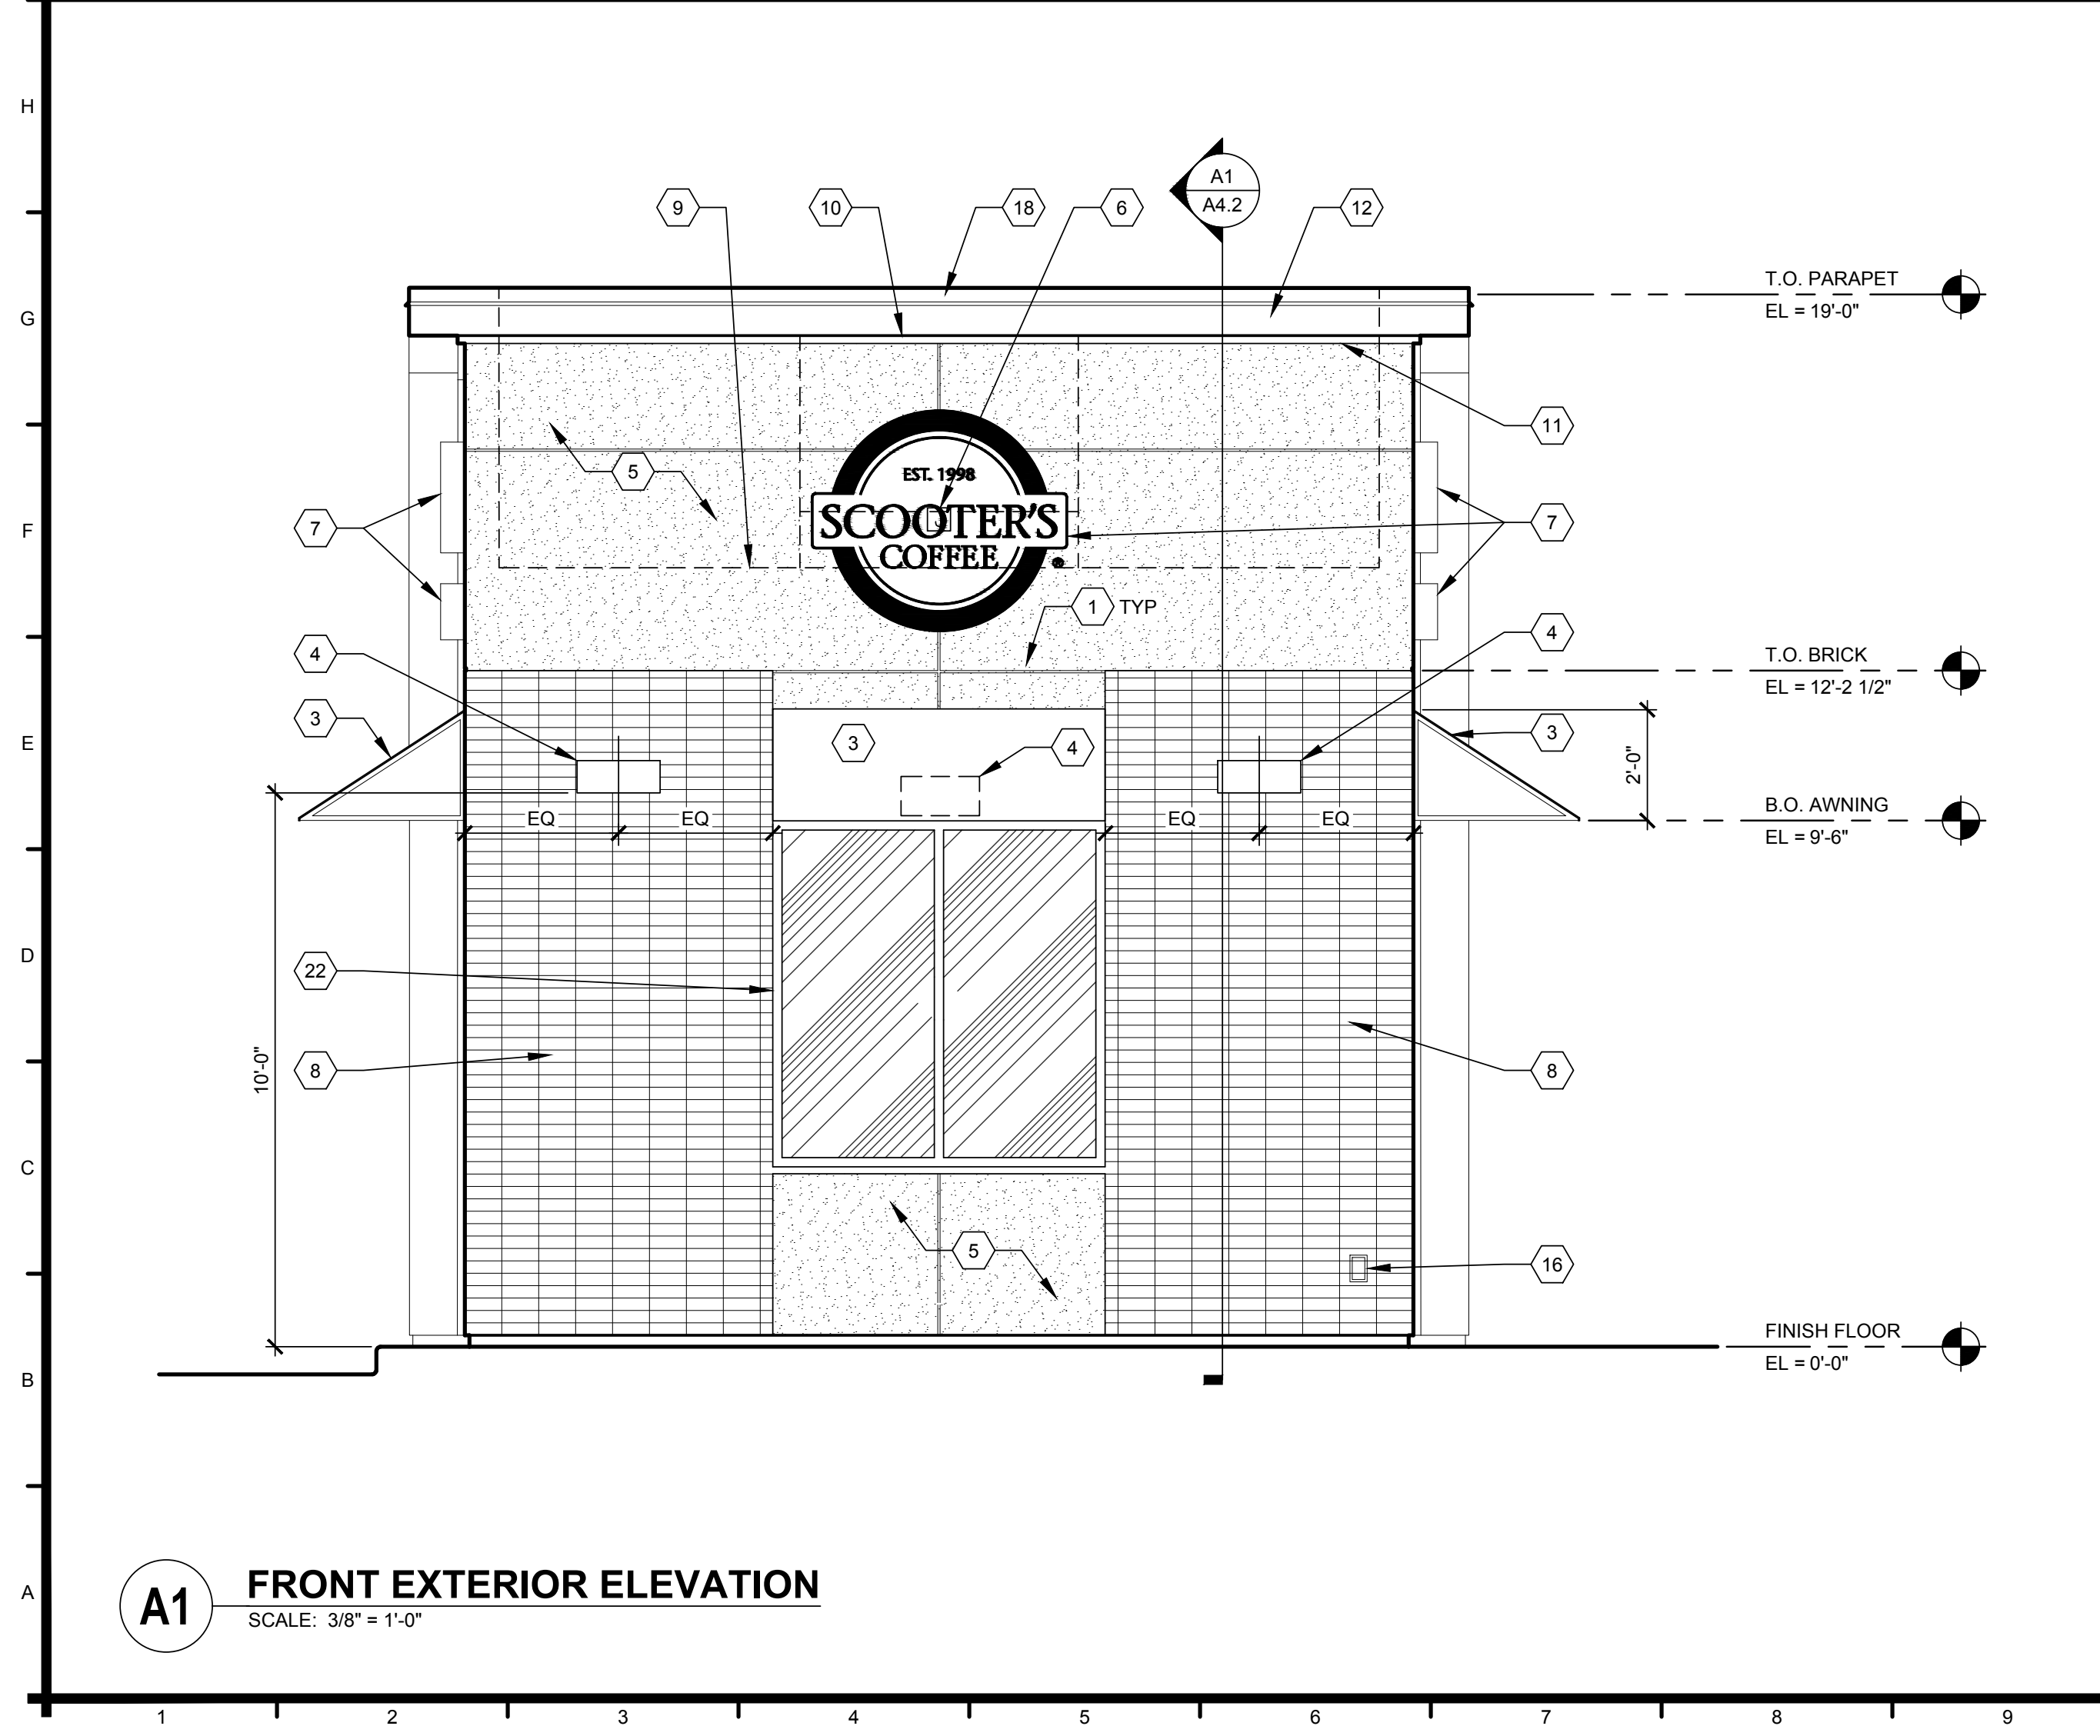 H
A1
A4.2
9
10
18
6
12
T.O. PARAPET
EL = 19'-0"
G
11
5
EST. 1998
SCOOTER'S
COFFEE
®
J
7
7
F
1 TYP
4
4
T.O. BRICK
EL = 12'-2 1/2"
3
3
4
3
E
2'-0"
B.O. AWNING
EL = 9'-6"
EQ
EQ
EQ
EQ
D
22
10'-0"
8
8
C
5
16
FINISH FLOOR
EL = 0'-0"
B
A
A1
FRONT EXTERIOR ELEVATION
SCALE: 3/8" = 1'-0"
1
2
3
4
5
6
7
8
9